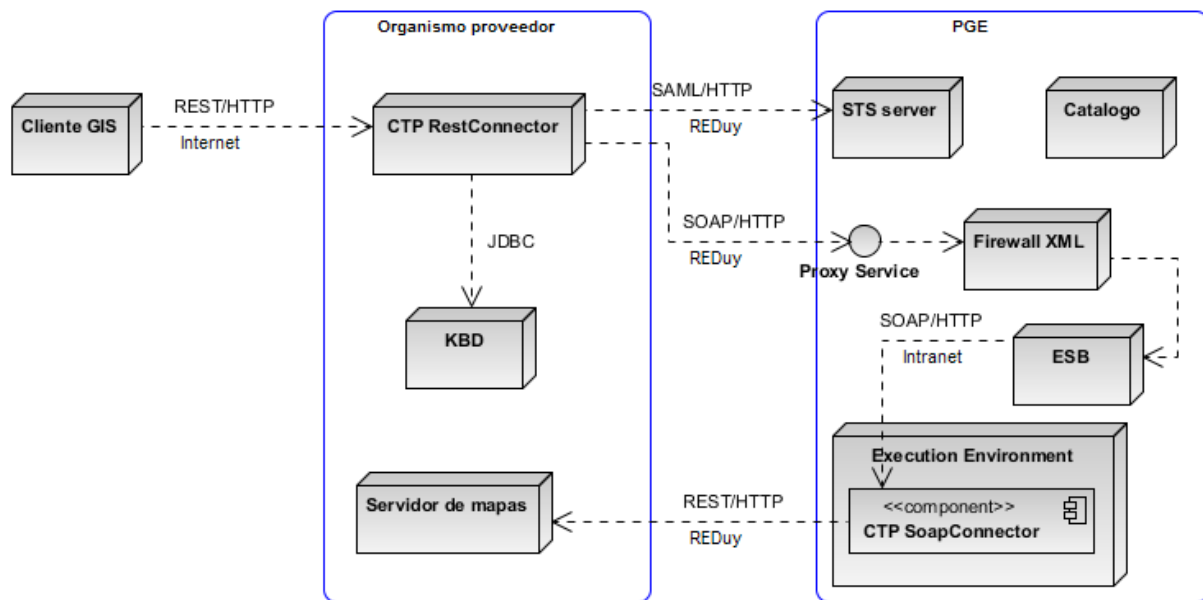 Organismo proveedor
PGE
Cliente GIS
REST/HTTP
Internet
CTP RestConnector
SAML/HTTP
REDuy
STS server
Catalogo
JDBC
SOAP/HTTP
REDuy
Proxy Service
Firewall XML
KBD
SOAP/HTTP
Intranet
ESB
Execution Environment
Servidor de mapas
REST/HTTP
REDuy
<<component>>
CTP SoapConnector